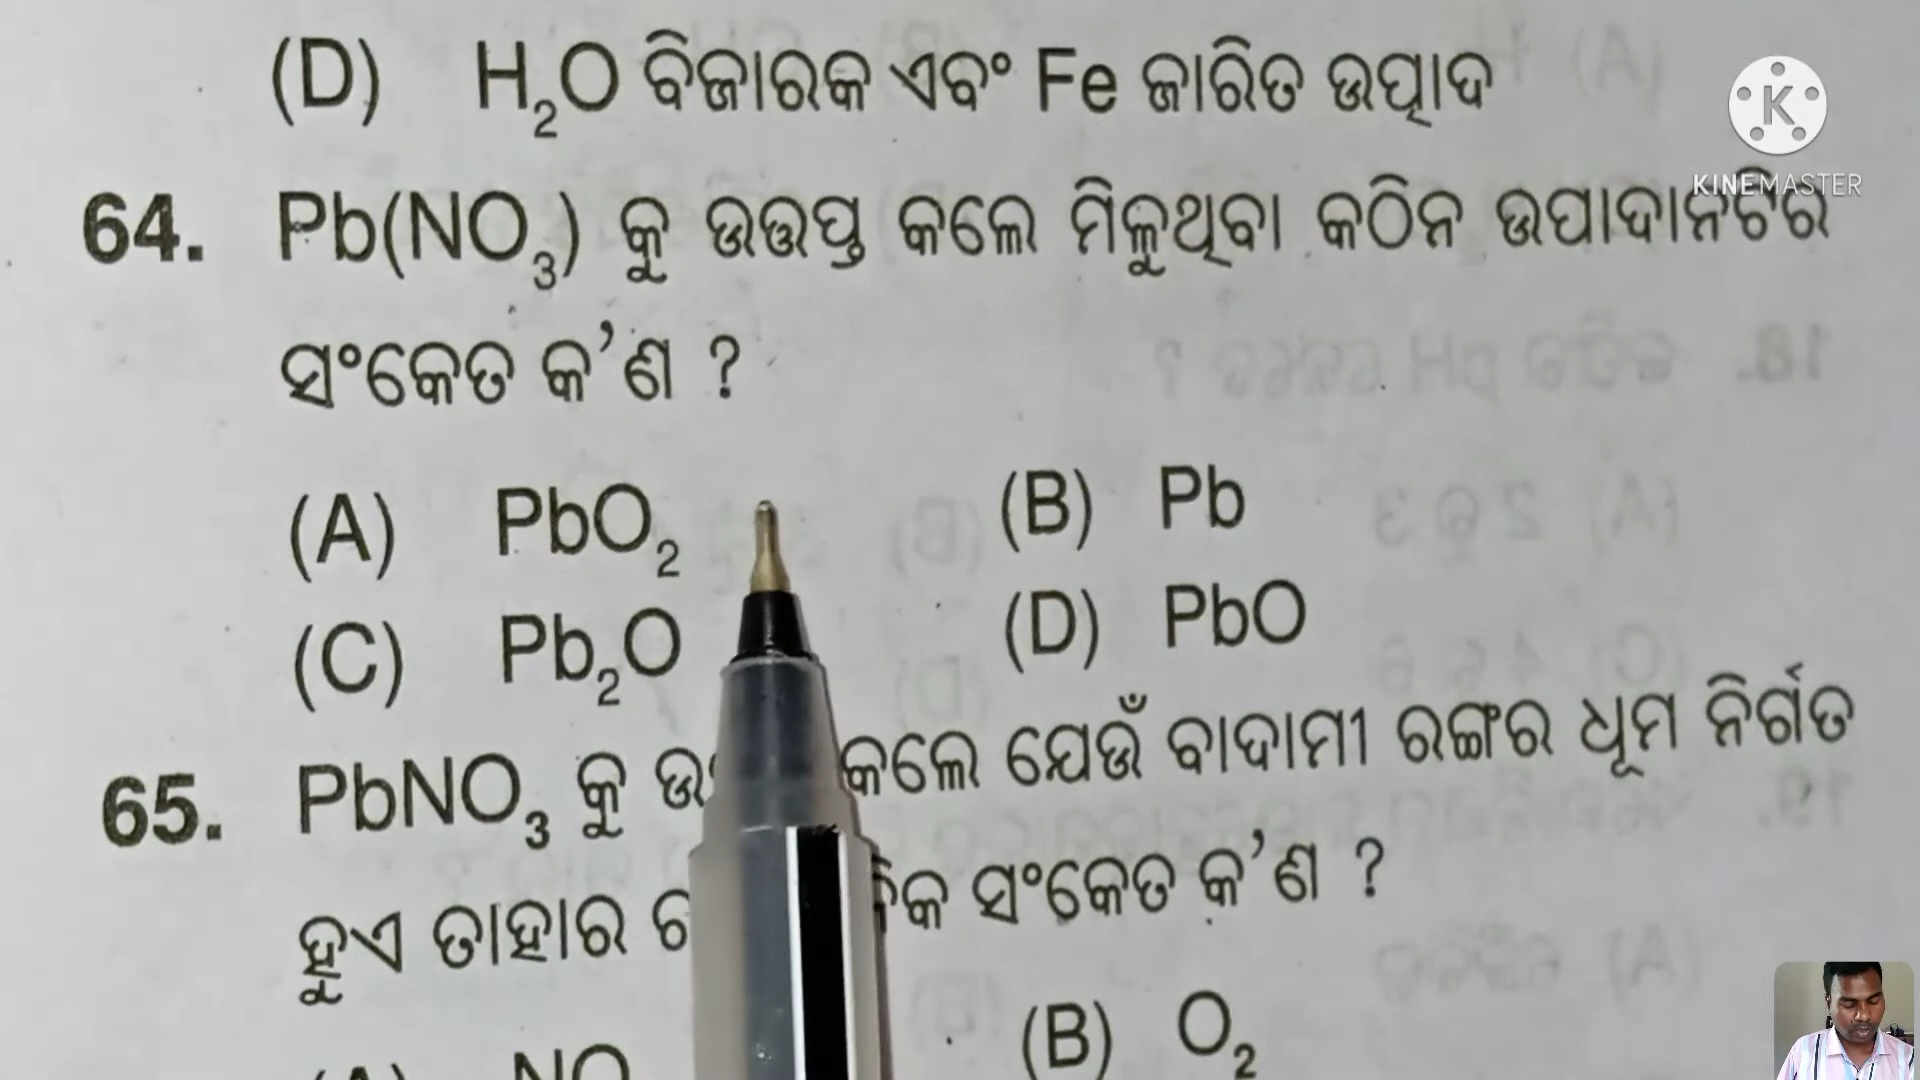 (D) H₂O ବିଜାରକ ଏବଂ Fe ଜାରିତ ଉତ୍ପାଦ
K
KINEMASTER
64. Pb(NO₃) କୁ ଉତ୍ତପ୍ତ କଲେ ମିଳୁଥିବା କଠିନ ଉପାଦାନଟିର
ସଂକେତ କ'ଣ ?
(A) PbO₂ (B) Pb
(C) Pb₂O (D) PbO
65. PbNO₃ କୁ କଲେ ଯେଉଁ ବାଦାମୀ ରଙ୍ଗର ଧୂମ ନିର୍ଗତ
ହୁଏ ତାହାର ସଂକେତ କ'ଣ ?
(B) O₂